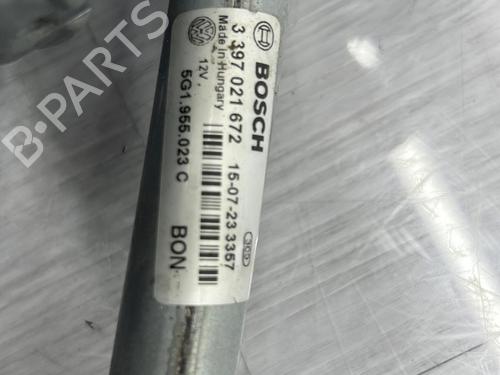 BOSCH
3 397 021 672 15-07-23 3357
Made in Hungary
12V,
5G1.955.023 C
BON
B-PARTS